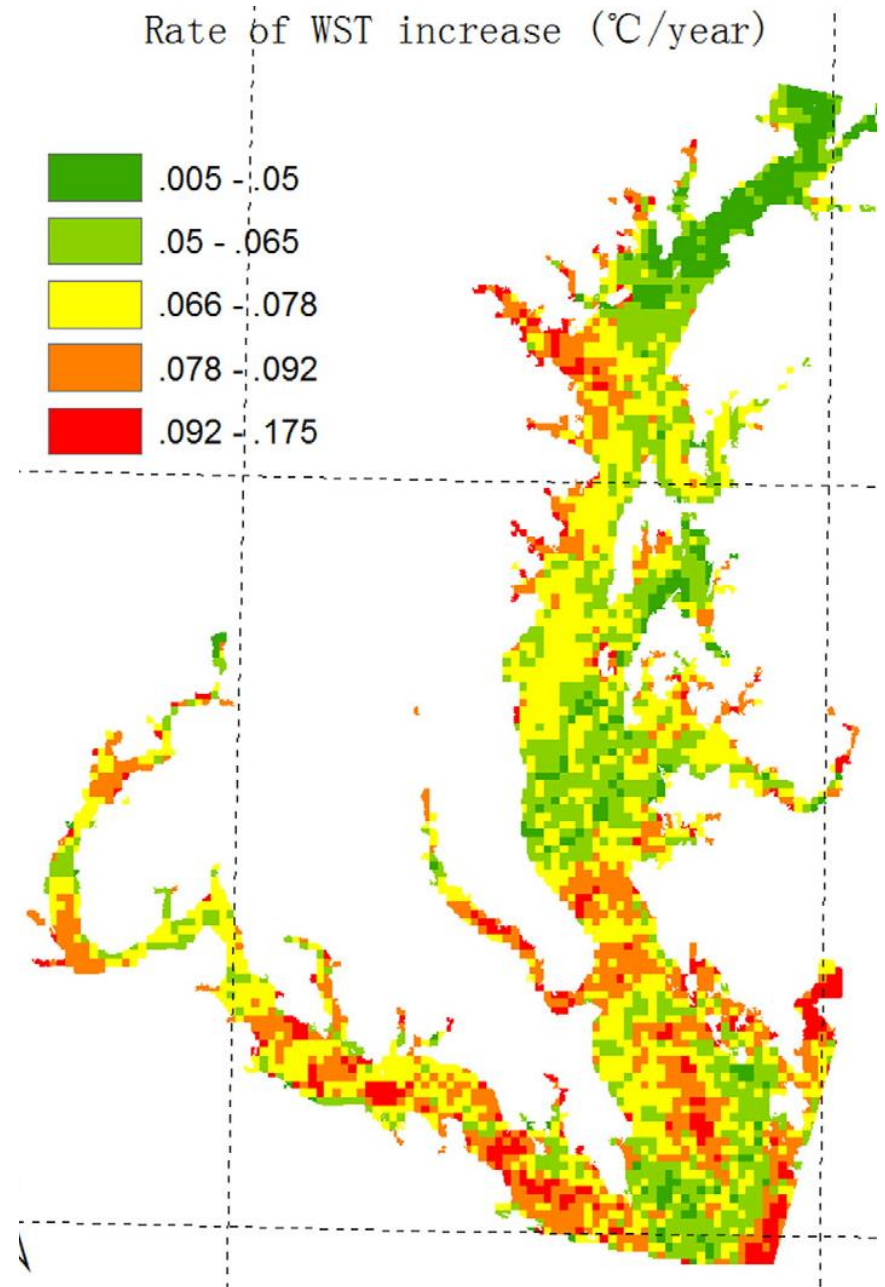 Rate of WST increase (℃/year)
.005 - .05
.05 - .065
.066 - .078
.078 - .092
.092 - .175